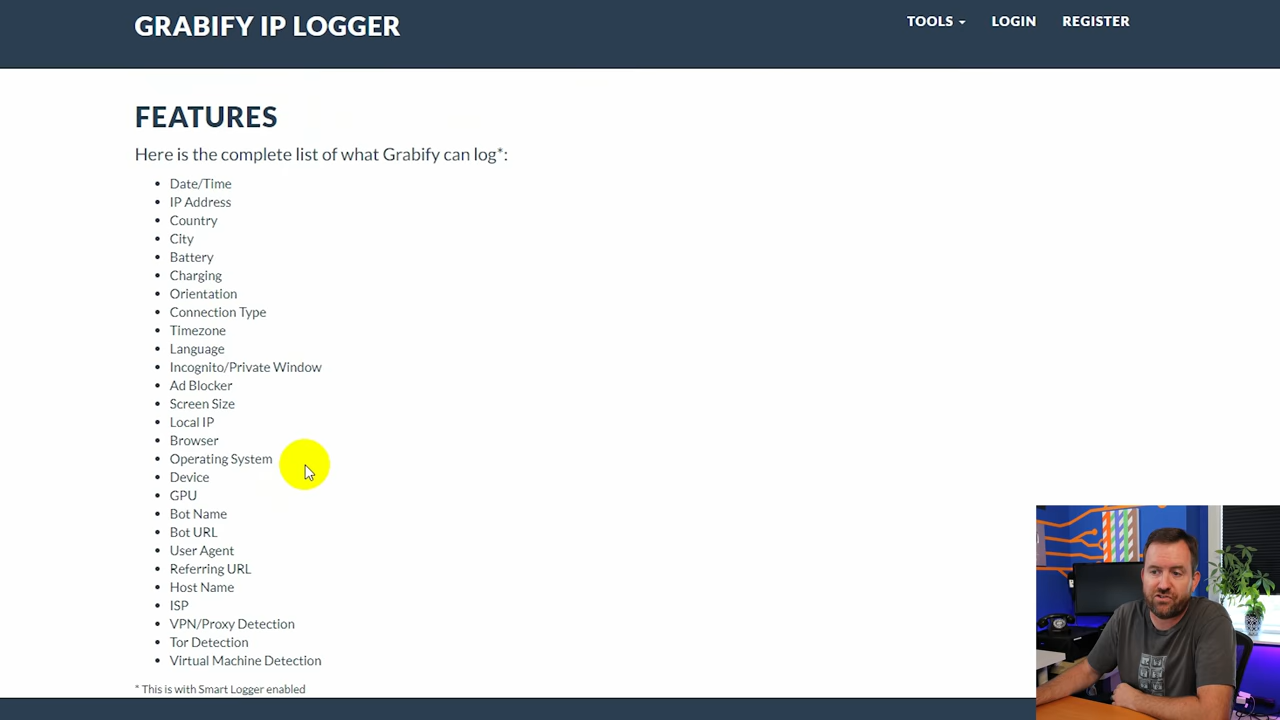 GRABIFY IP LOGGER
TOOLS
LOGIN
REGISTER
FEATURES
Here is the complete list of what Grabify can log*:
• Date/Time
• IP Address
• Country
• City
• Battery
• Charging
• Orientation
• Connection Type
• Timezone
• Language
• Incognito/Private Window
• Ad Blocker
• Screen Size
• Local IP
• Browser
• Operating System
• Device
• GPU
• Bot Name
• Bot URL
• User Agent
• Referring URL
• Host Name
• ISP
• VPN/Proxy Detection
• Tor Detection
• Virtual Machine Detection
* This is with Smart Logger enabled